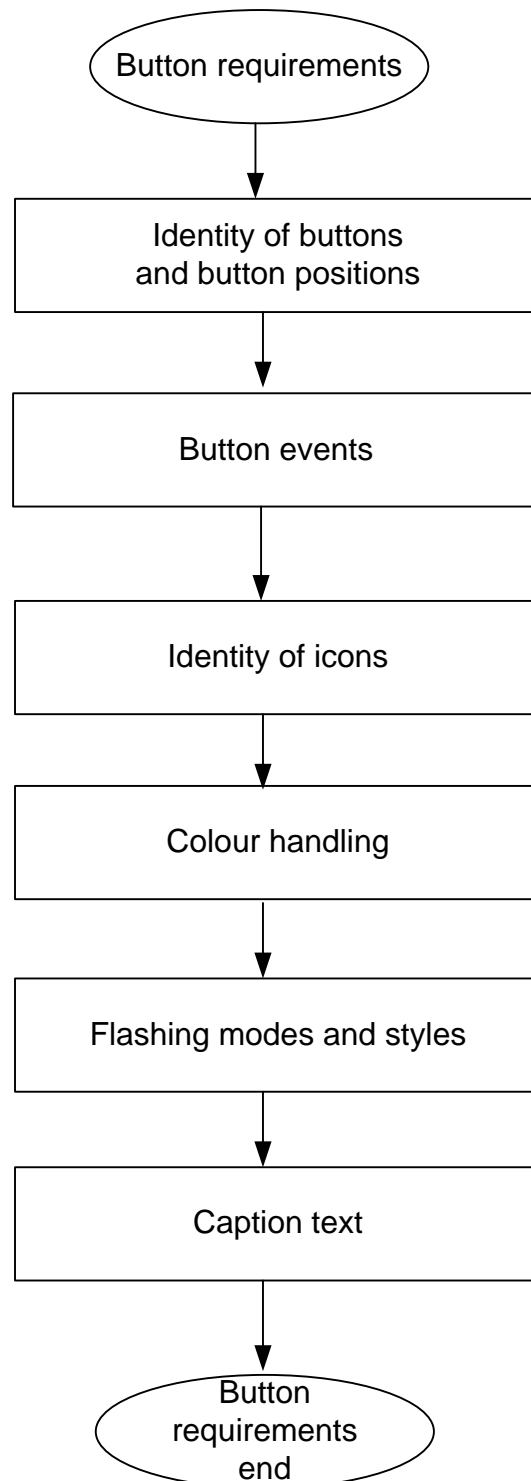 Button requirements
Identity of buttons
and button positions
Button events
Identity of icons
Colour handling
Flashing modes and styles
Caption text
Button
requirements
end